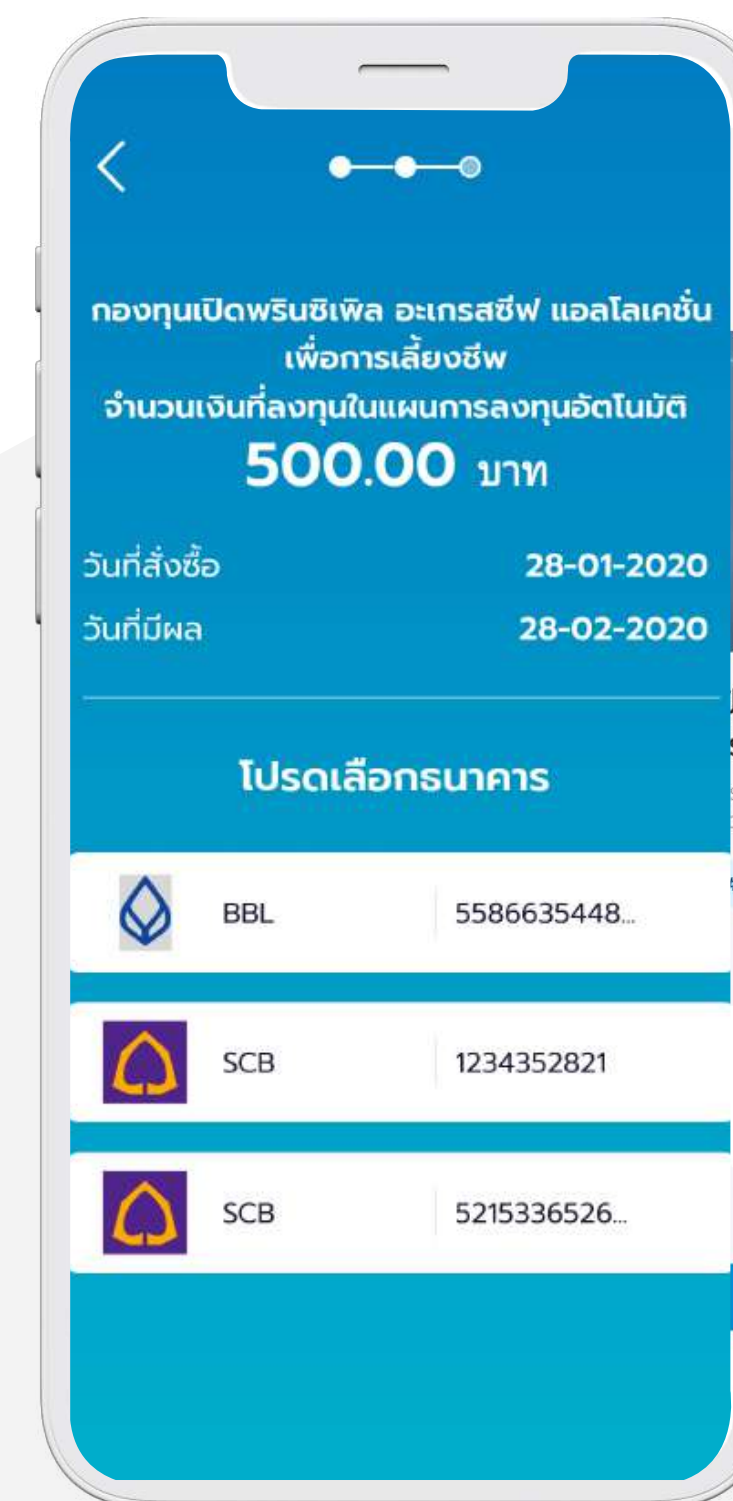 กองทุนเปิดพรินซิเพิล อะเกรสซีฟ แอลโลเคชั่น
เพื่อการเลี้ยงชีพ
จำนวนเงินที่ลงทุนในแผนการลงทุนอัตโนมัติ
500.00 บาท
วันที่สั่งซื้อ 28-01-2020
วันที่มีผล 28-02-2020
โปรดเลือกธนาคาร
BBL 5586635448...
SCB 1234352821
SCB 5215336526...